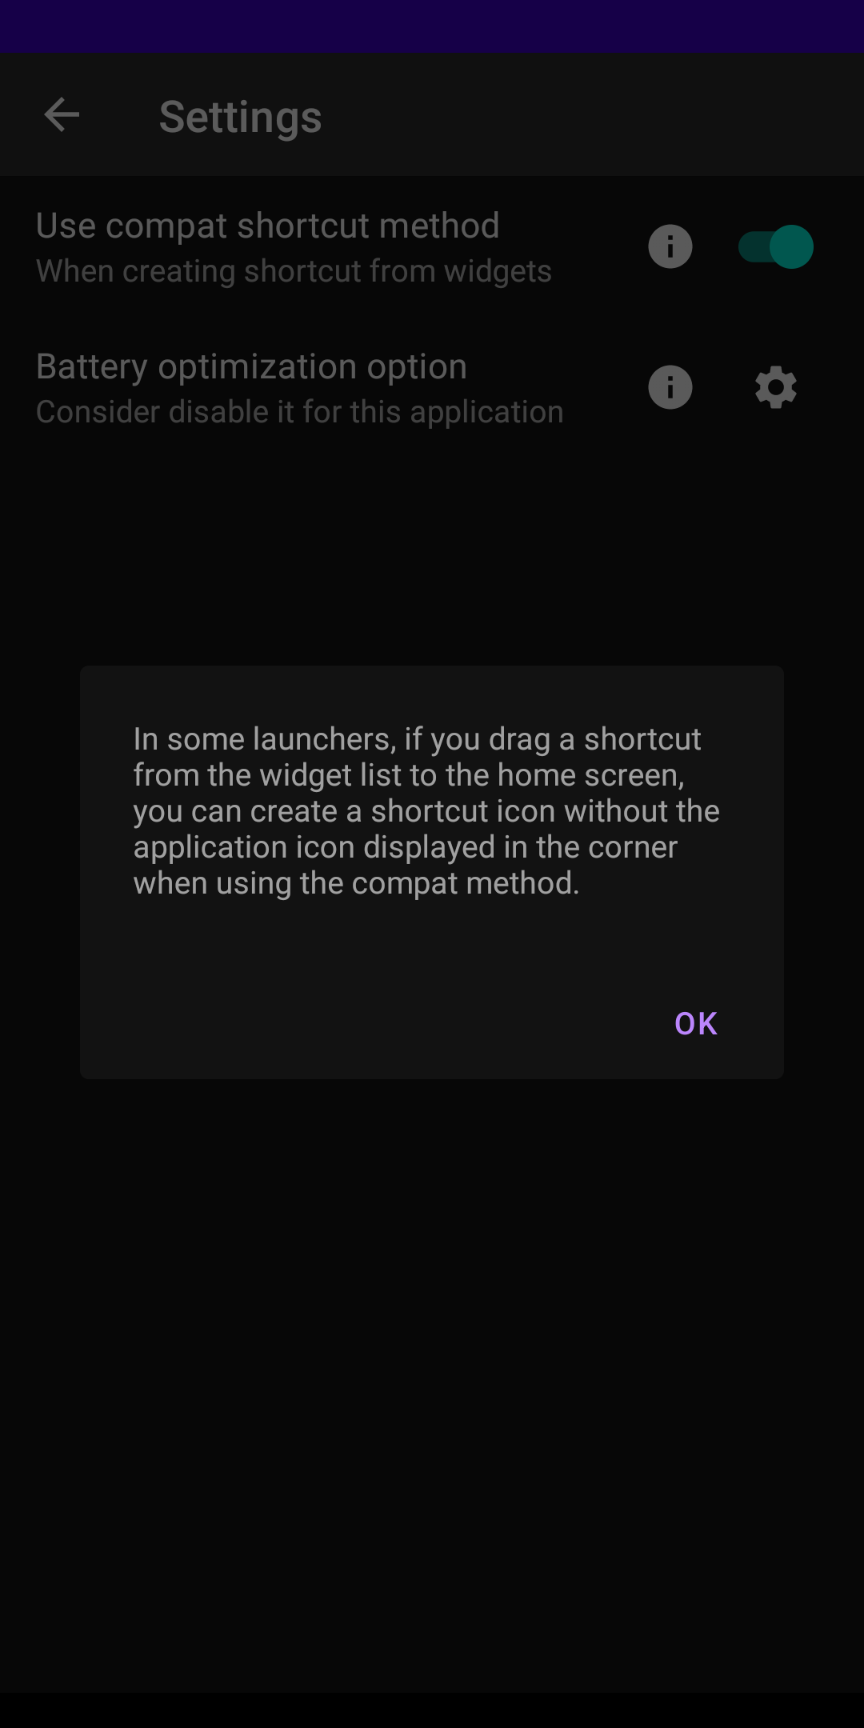 Settings
Use compat shortcut method
When creating shortcut from widgets
Battery optimization option
Consider disable it for this application
In some launchers, if you drag a shortcut
from the widget list to the home screen,
you can create a shortcut icon without the
application icon displayed in the corner
when using the compat method.
OK